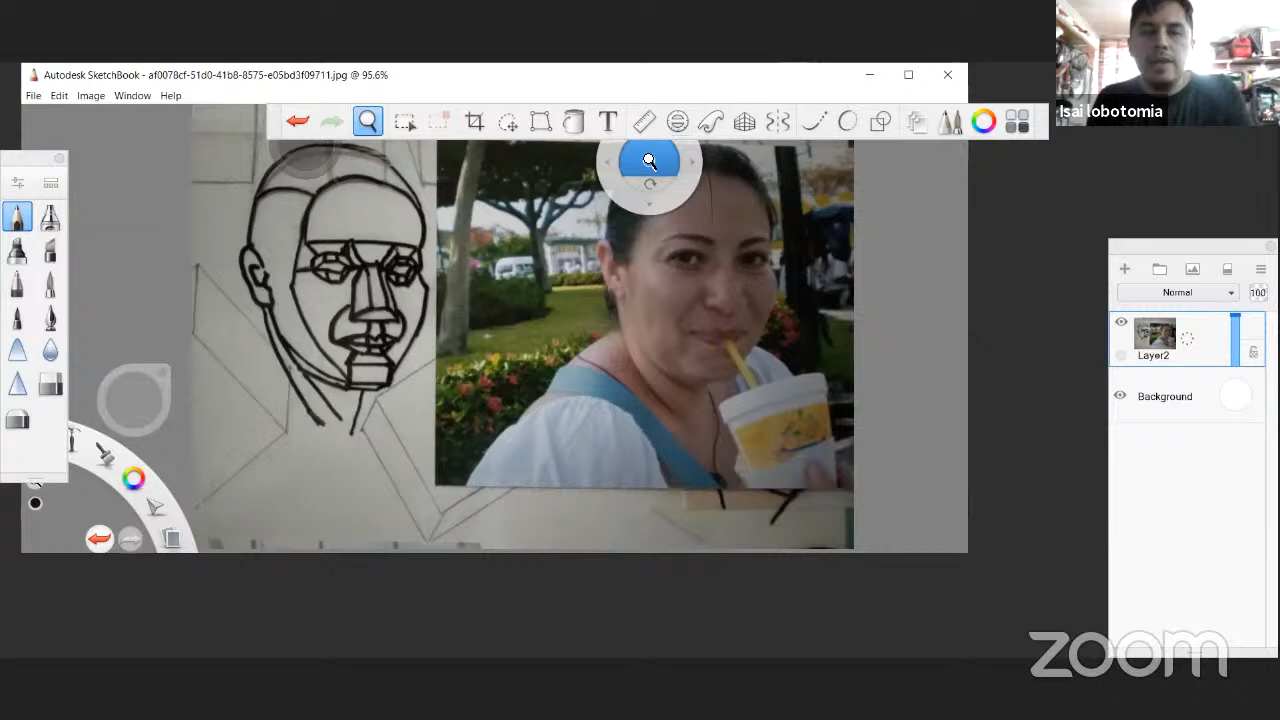 Isai lobotomia
Autodesk SketchBook - af0078cf-51d0-41b8-8575-e05bd3f09711.jpg @ 95.6%
File Edit Image Window Help
T
Normal
100
Layer2
Background
zoom